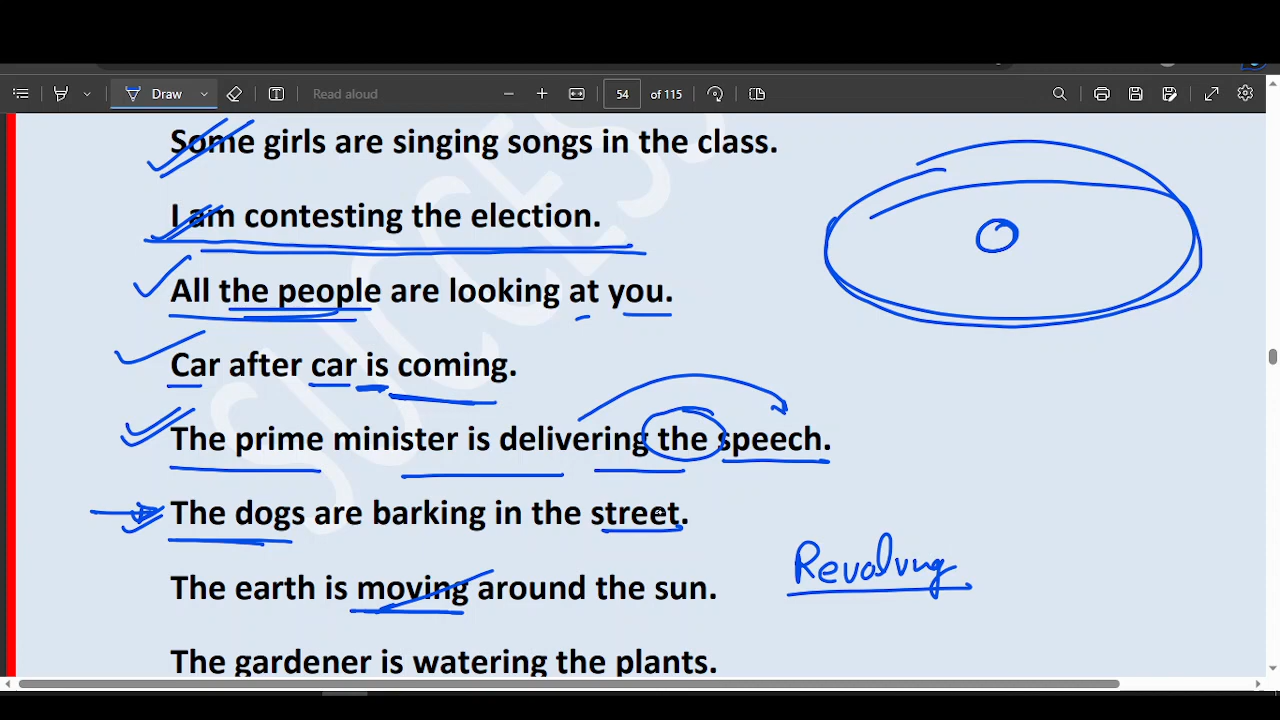 Draw
Read aloud
54 of 115
Some girls are singing songs in the class.
I am contesting the election.
All the people are looking at you.
Car after car is coming.
The prime minister is delivering the speech.
The dogs are barking in the street.
The earth is moving around the sun.
Revolving
The gardener is watering the plants.
SUCCESS